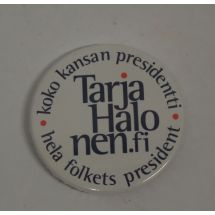 koko kansan presidentti
Tarja
Halo
nen.fi
hela folkets president